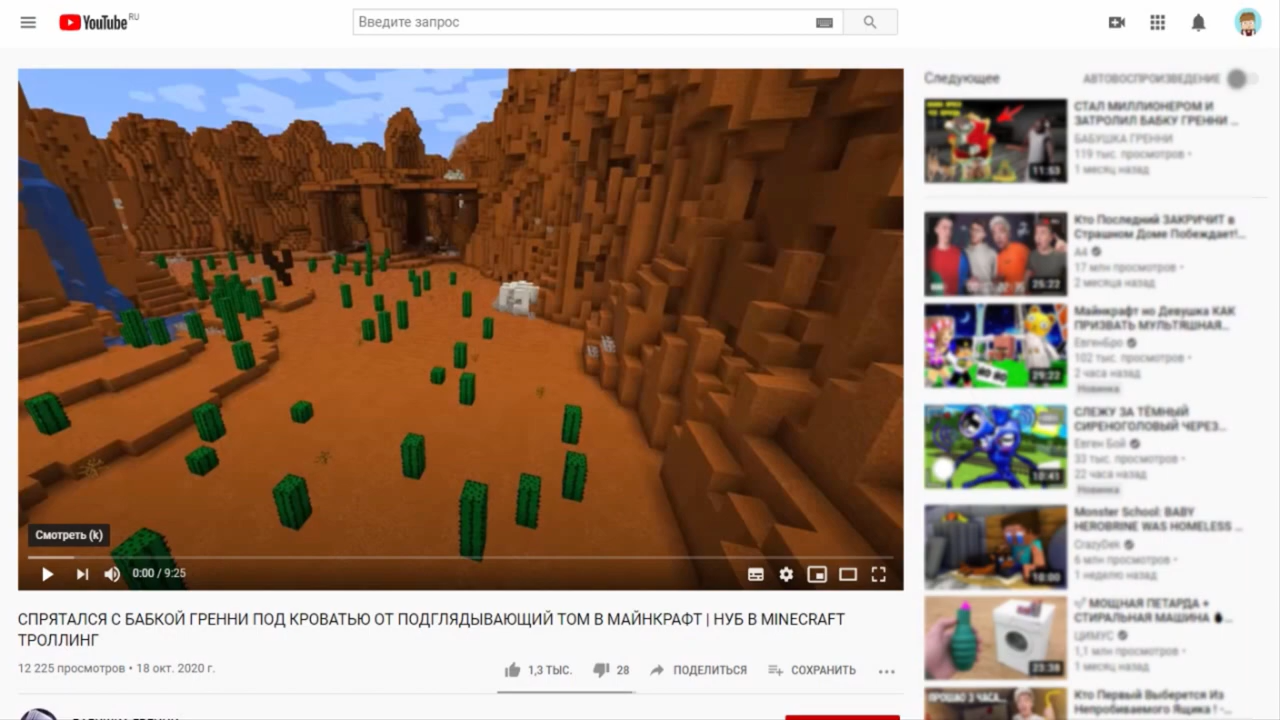 YouTube RU
Введите запрос
Следующее
АВТОВОСПРОИЗВЕДЕНИЕ
СТАЛ МИЛЛИОНЕРОМ И
ЗАТРОЛИЛ БАБКУ ГРЕННИ ...
БАБУШКА ГРЕННИ
119 тыс. просмотров •
1 месяц назад
11:53
Кто Последний ЗАКРИЧИТ в
Страшном Доме Побеждает!...
А4
17 млн просмотров •
2 месяца назад
25:22
Майнкрафт но Девушка КАК
ПРИЗВАТЬ МУЛЬТЯШНАЯ...
ЕвгенБро
102 тыс. просмотров •
2 часа назад
Новинка
29:22
СЛЕЖУ ЗА ТЁМНЫЙ
СИРЕНОГОЛОВЫЙ ЧЕРЕЗ...
Евген Бой
33 тыс. просмотров •
22 часа назад
Новинка
10:41
Monster School: BABY
HEROBRINE WAS HOMELESS ...
CrazyDek
6 млн просмотров •
1 неделю назад
10:00
МОЩНАЯ ПЕТАРДА +
СТИРАЛЬНАЯ МАШИНА ...
ЦИМУС
1,1 млн просмотров •
1 месяц назад
23:38
ПРОШЛО 3 ЧАСА...
Кто Первый Выберется Из
Непробиваемого Ящика ! -...
Смотреть (k)
0:00 / 9:25
СПРЯТАЛСЯ С БАБКОЙ ГРЕННИ ПОД КРОВАТЬЮ ОТ ПОДГЛЯДЫВАЮЩИЙ ТОМ В МАЙНКРАФТ | НУБ В MINECRAFT
ТРОЛЛИНГ
12 225 просмотров • 18 окт. 2020 г.
1,3 ТЫС.
28
ПОДЕЛИТЬСЯ
СОХРАНИТЬ